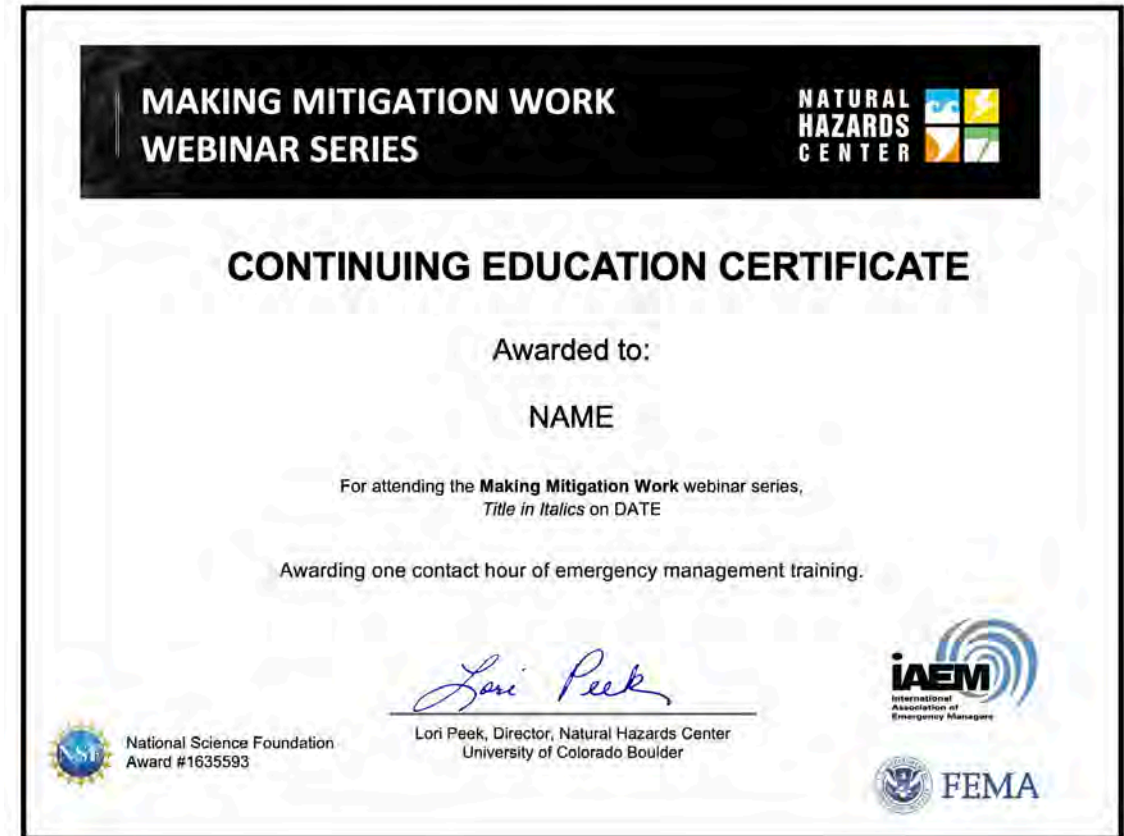 MAKING MITIGATION WORK
WEBINAR SERIES
NATURAL
HAZARDS
CENTER
CONTINUING EDUCATION CERTIFICATE
Awarded to:
NAME
For attending the Making Mitigation Work webinar series,
Title in Italics on DATE
Awarding one contact hour of emergency management training.
Lori Peek
Lori Peek, Director, Natural Hazards Center
University of Colorado Boulder
NSF
National Science Foundation
Award #1635593
iAEM
International
Association of
Emergency Managers
FEMA